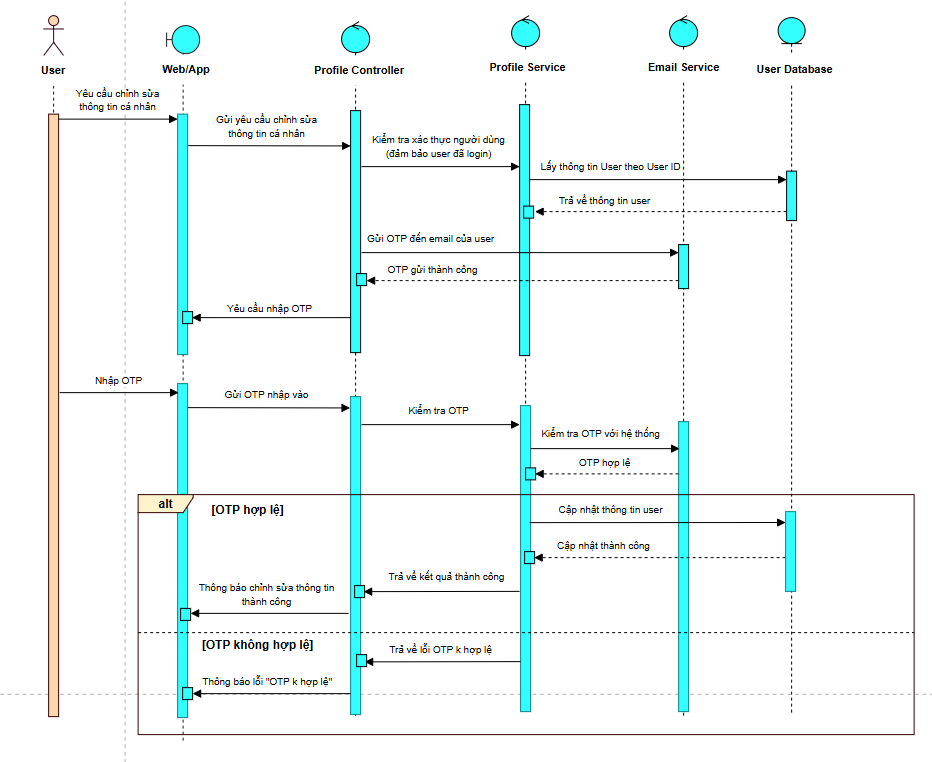 User
Web/App
Profile Controller
Profile Service
Email Service
User Database
Yêu cầu chỉnh sửa
thông tin cá nhân
Gửi yêu cầu chỉnh sửa
thông tin cá nhân
Kiểm tra xác thực người dùng
(đảm bảo user đã login)
Lấy thông tin User theo User ID
Trả về thông tin user
Gửi OTP đến email của user
OTP gửi thành công
Yêu cầu nhập OTP
Nhập OTP
Gửi OTP nhập vào
Kiểm tra OTP
Kiểm tra OTP với hệ thống
OTP hợp lệ
alt
[OTP hợp lệ]
Cập nhật thông tin user
Cập nhật thành công
Trả về kết quả thành công
Thông báo chỉnh sửa thông tin
thành công
[OTP không hợp lệ]
Trả về lỗi OTP k hợp lệ
Thông báo lỗi "OTP k hợp lệ"